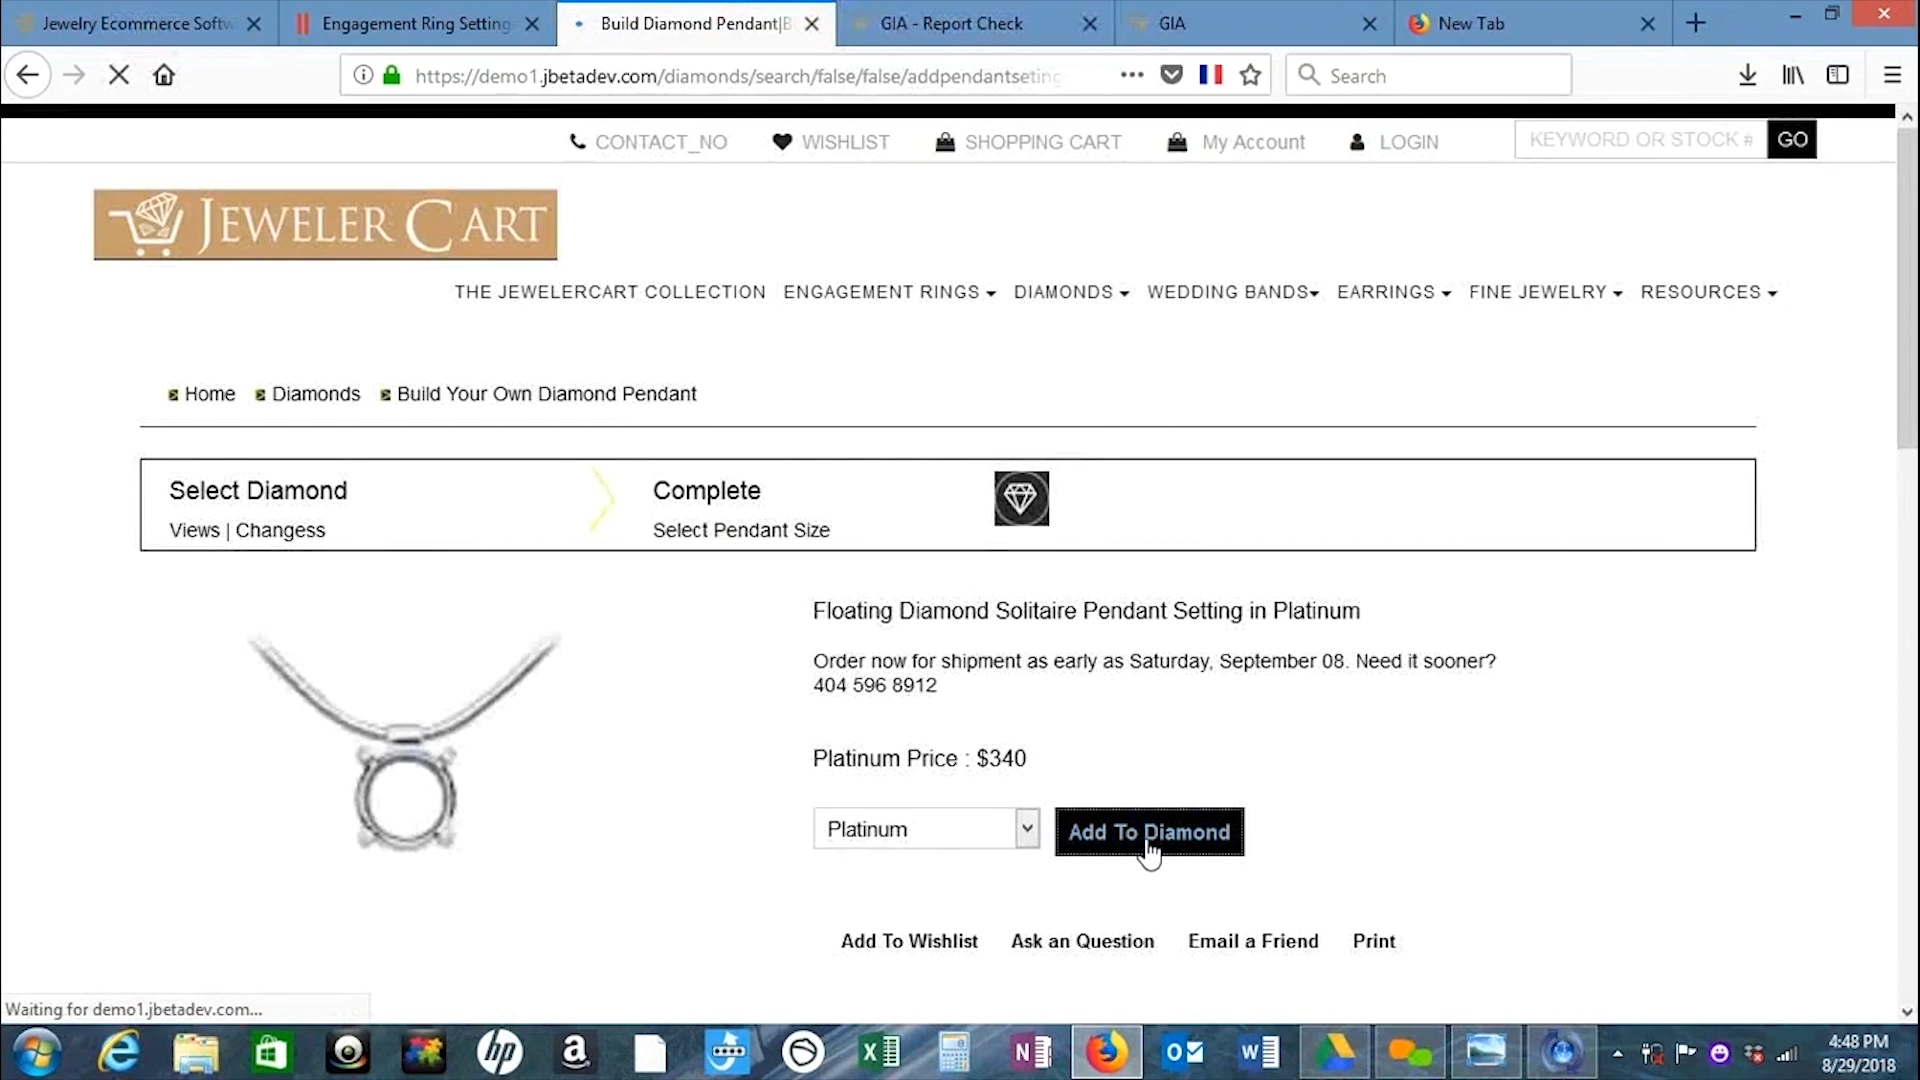 Jewelry Ecommerce Softw
Engagement Ring Setting
Build Diamond Pendant|B
GIA - Report Check
GIA
New Tab
https://demo1.jbetadev.com/diamonds/search/false/false/addpendantseting
Search
CONTACT_NO
WISHLIST
SHOPPING CART
My Account
LOGIN
KEYWORD OR STOCK #
GO
JEWELER CART
THE JEWELERCART COLLECTION
ENGAGEMENT RINGS
DIAMONDS
WEDDING BANDS
EARRINGS
FINE JEWELRY
RESOURCES
Home
Diamonds
Build Your Own Diamond Pendant
Select Diamond
Views | Changess
Complete
Select Pendant Size
Floating Diamond Solitaire Pendant Setting in Platinum
Order now for shipment as early as Saturday, September 08. Need it sooner?
404 596 8912
Platinum Price : $340
Platinum
Add To Diamond
Add To Wishlist
Ask an Question
Email a Friend
Print
Waiting for demo1.jbetadev.com...
4:48 PM
8/29/2018